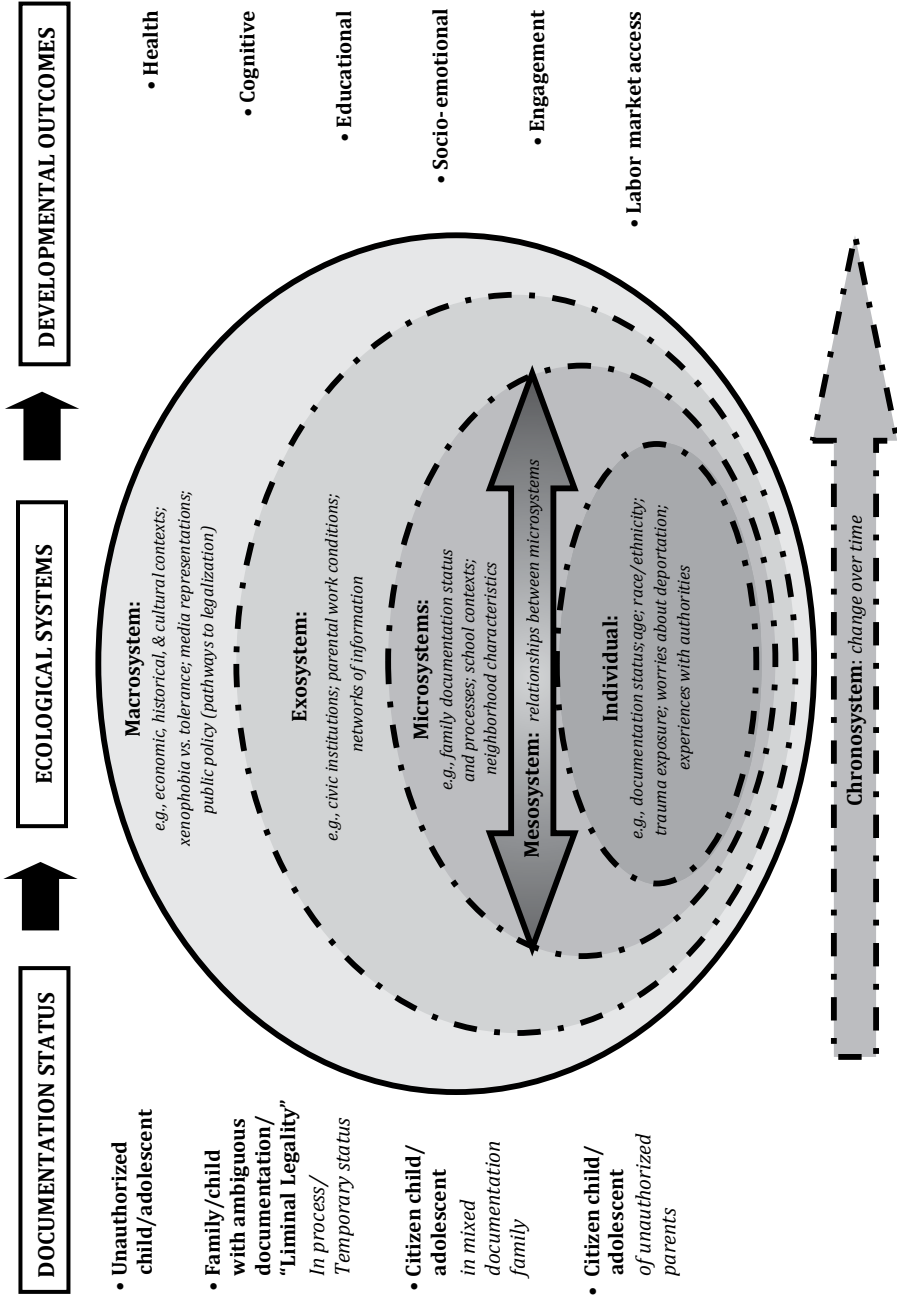 DOCUMENTATION STATUS
ECOLOGICAL SYSTEMS
DEVELOPMENTAL OUTCOMES
• Unauthorized
child/adolescent
• Family/child
with ambiguous
documentation/
“Liminal Legality”
In process/
Temporary status
• Citizen child/
adolescent
in mixed
documentation
family
• Citizen child/
adolescent
of unauthorized
parents
Macrosystem:
e.g., economic, historical, & cultural contexts;
xenophobia vs. tolerance; media representations;
public policy (pathways to legalization)
Exosystem:
e.g., civic institutions; parental work conditions;
networks of information
Microsystems:
e.g., family documentation status
and processes; school contexts;
neighborhood characteristics
Mesosystem: relationships between microsystems
Individual:
e.g., documentation status; age; race/ethnicity;
trauma exposure; worries about deportation;
experiences with authorities
Chronosystem: change over time
• Health
• Cognitive
• Educational
• Socio-emotional
• Engagement
• Labor market access